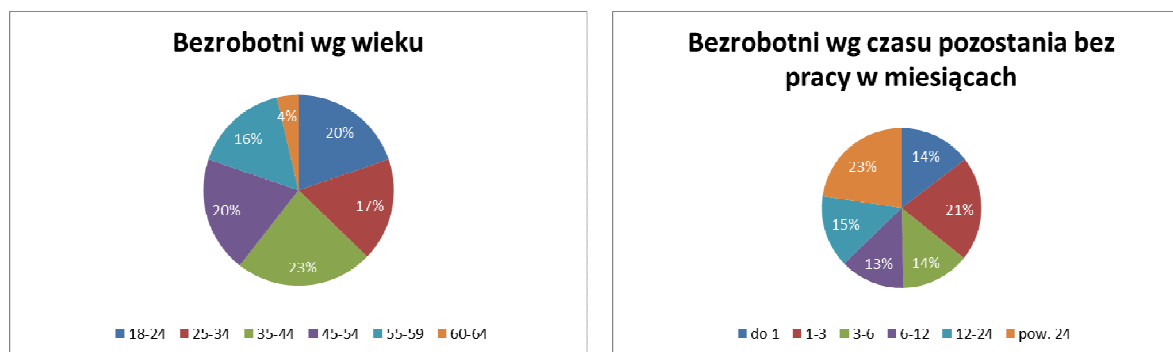 Bezrobotni wg wieku
4%
20%
16%
17%
20%
23%
18-24 25-34 35-44 45-54 55-59 60-64
Bezrobotni wg czasu pozostania bez
pracy w miesiącach
14%
23%
21%
15%
13%
14%
do 1 1-3 3-6 6-12 12-24 pow. 24